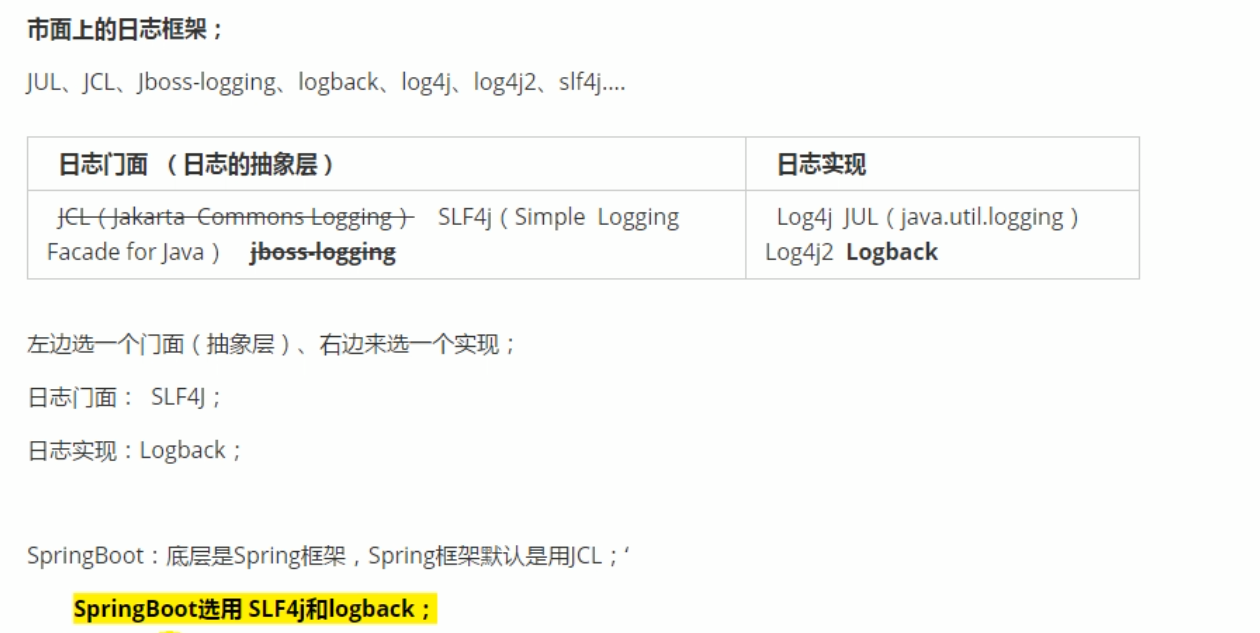 市面上的日志框架；
JUL、JCL、Jboss-logging、logback、log4j、log4j2、slf4j....
日志门面 （日志的抽象层）
日志实现
JCL（Jakarta Commons Logging） SLF4j（Simple Logging
Facade for Java） jboss-logging
Log4j JUL（java.util.logging）
Log4j2 Logback
左边选一个门面（抽象层）、右边来选一个实现；
日志门面： SLF4J；
日志实现：Logback；
SpringBoot：底层是Spring框架，Spring框架默认是用JCL；‘
SpringBoot选用 SLF4j和logback；